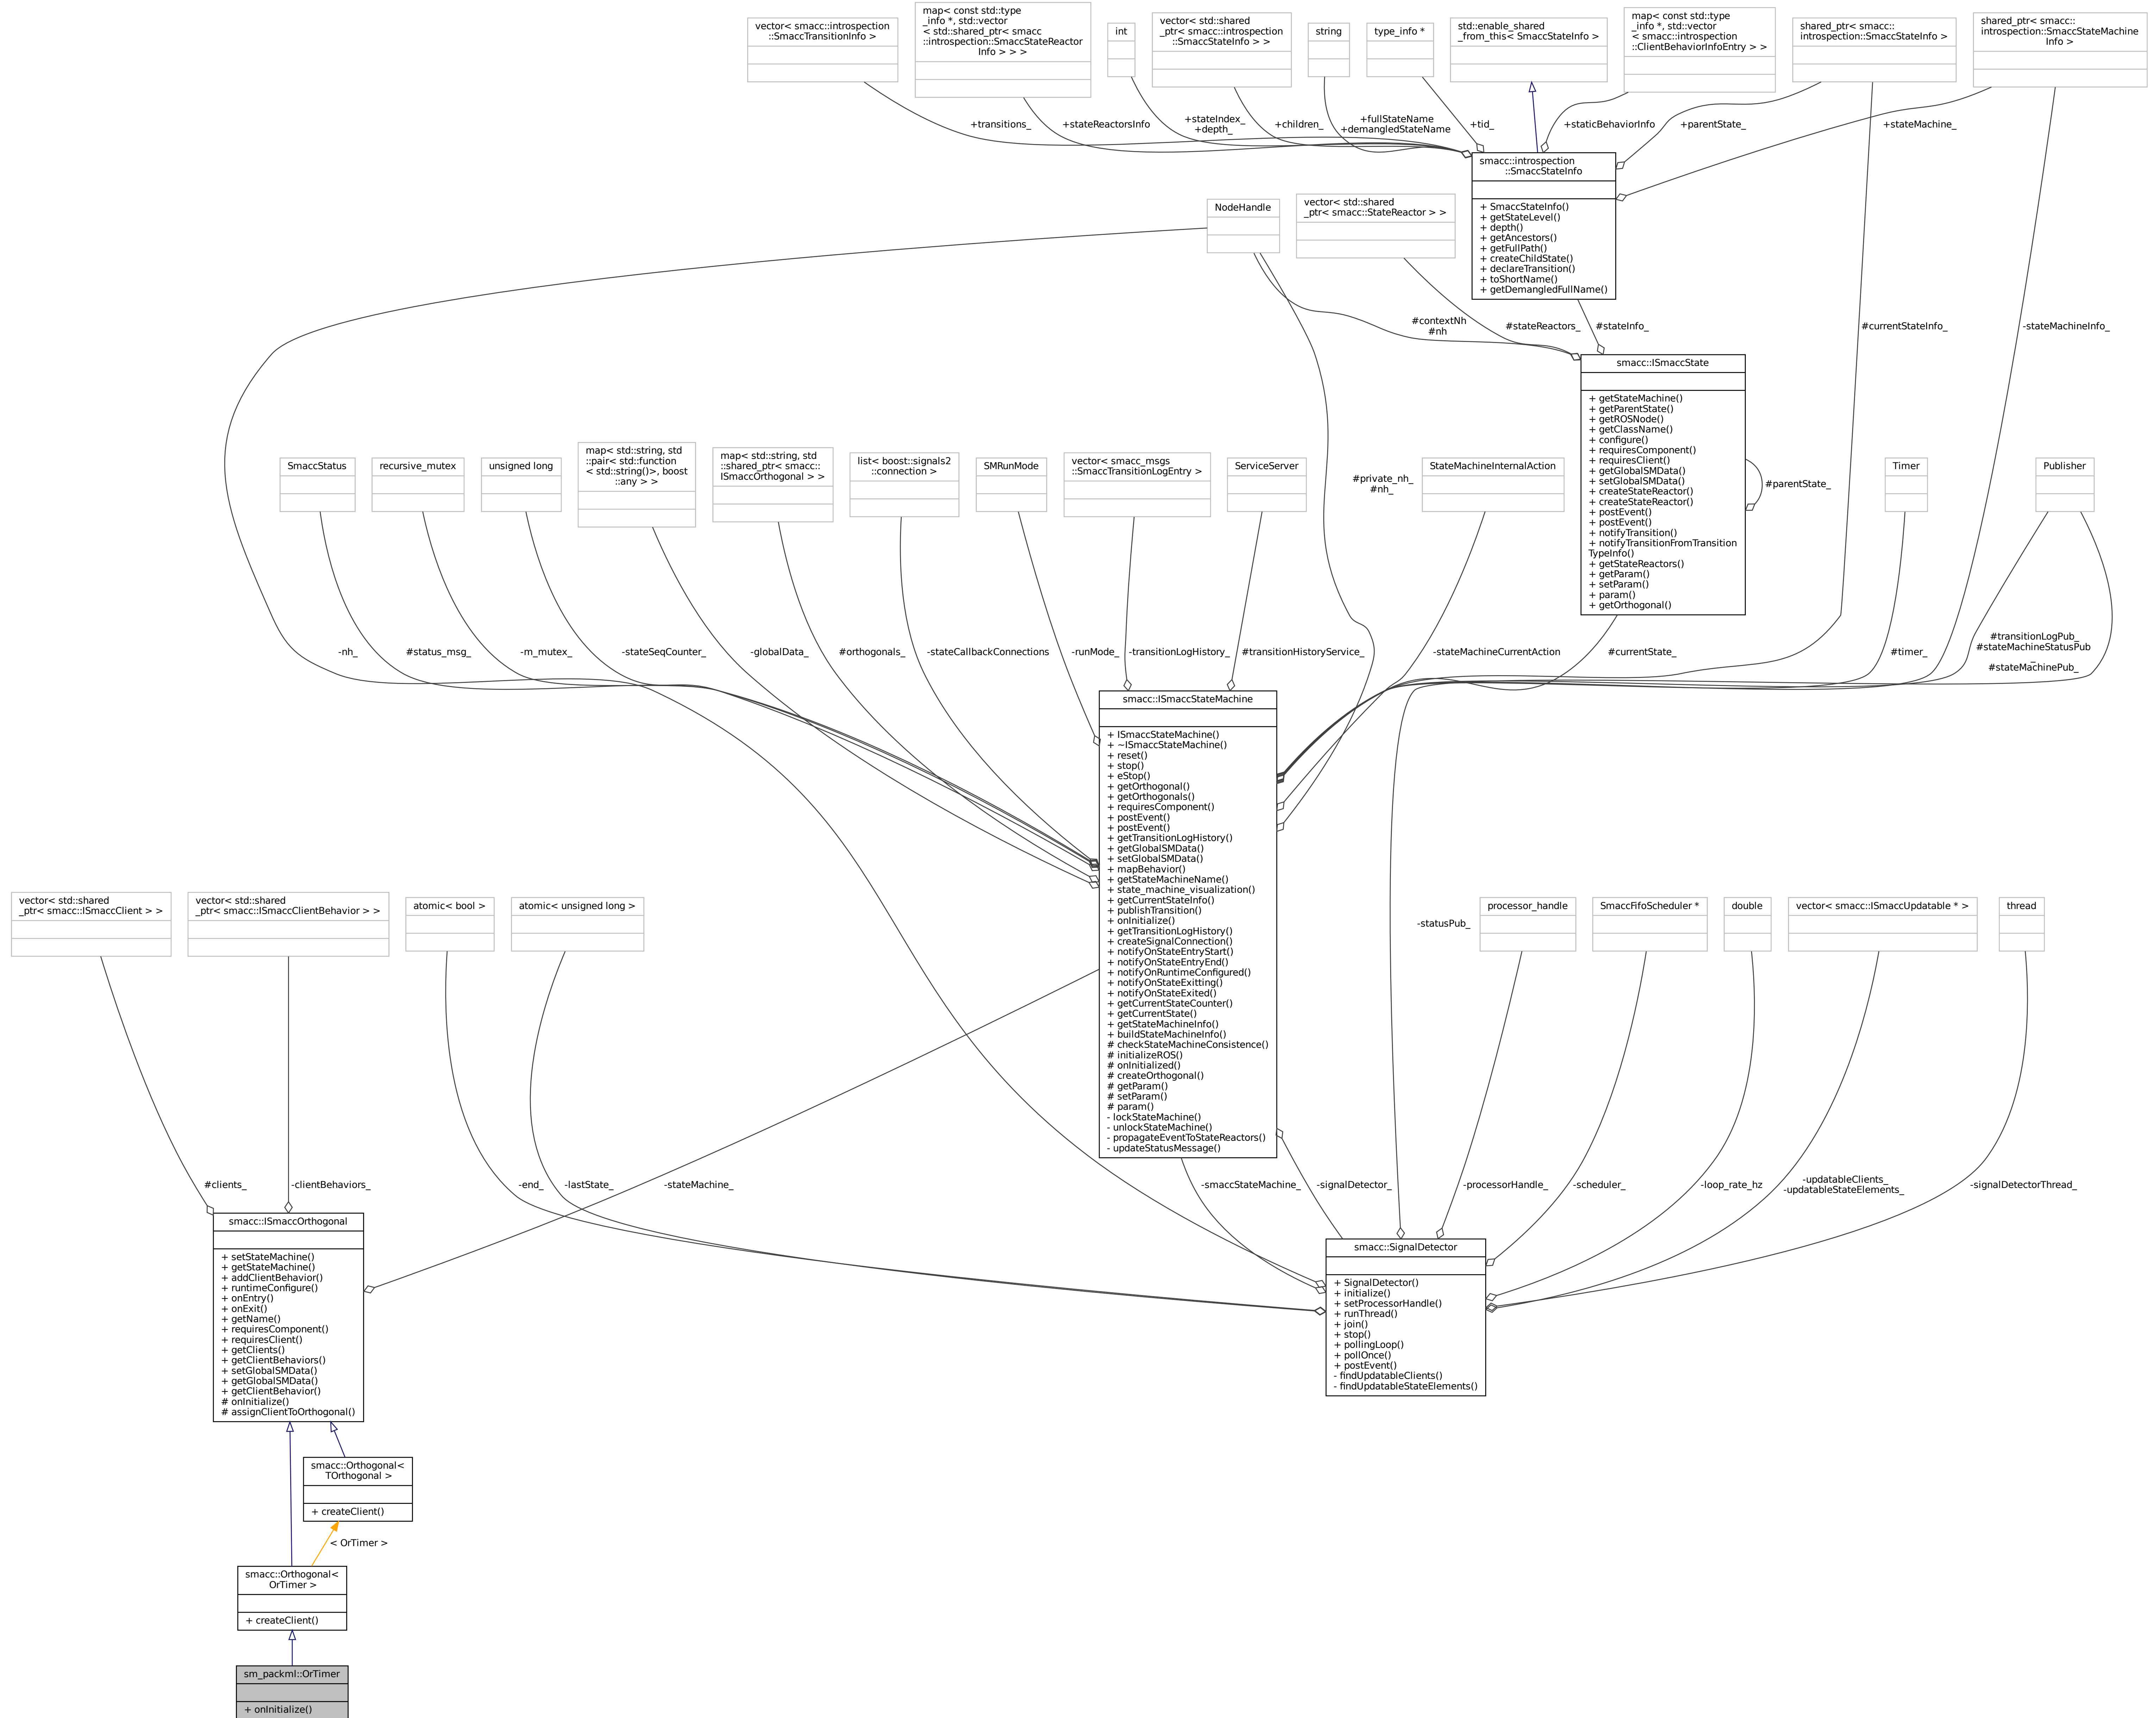 vector< smacc::introspection
::SmaccTransitionInfo >
map< const std::type
_info *, std::vector
< std::shared_ptr< smacc
::introspection::SmaccStateReactor
Info > > >
int
vector< std::shared
_ptr< smacc::introspection
::SmaccStateInfo > >
string
type_info *
std::enable_shared
_from_this< SmaccStateInfo >
map< const std::type
_info *, std::vector
< smacc::introspection
::ClientBehaviorInfoEntry > >
shared_ptr< smacc::
introspection::SmaccStateInfo >
shared_ptr< smacc::
introspection::SmaccStateMachine
Info >
+transitions_
+stateReactorsInfo
+stateIndex_
+depth_
+children_
+fullStateName
+demangledStateName
+tid_
+staticBehaviorInfo
+parentState_
+stateMachine_
smacc::introspection
::SmaccStateInfo
+ SmaccStateInfo()
+ getStateLevel()
+ depth()
+ getAncestors()
+ getFullPath()
+ createChildState()
+ declareTransition()
+ toShortName()
+ getDemangledFullName()
NodeHandle
vector< std::shared
_ptr< smacc::StateReactor > >
#contextNh
#nh
#stateReactors_
#stateInfo_
#currentStateInfo_
-stateMachineInfo_
smacc::ISmaccState
+ getStateMachine()
+ getParentState()
+ getROSNode()
+ getClassName()
+ configure()
+ requiresComponent()
+ requiresClient()
+ getGlobalSMData()
+ setGlobalSMData()
+ createStateReactor()
+ createStateReactor()
+ postEvent()
+ postEvent()
+ notifyTransition()
+ notifyTransitionFromTransition
TypeInfo()
+ getStateReactors()
+ getParam()
+ setParam()
+ param()
+ getOrthogonal()
#parentState_
SmaccStatus
recursive_mutex
unsigned long
map< std::string, std
::pair< std::function
< std::string()>, boost
::any > >
map< std::string, std
::shared_ptr< smacc::
ISmaccOrthogonal > >
list< boost::signals2
::connection >
SMRunMode
vector< smacc_msgs
::SmaccTransitionLogEntry >
ServiceServer
#private_nh_
#nh_
StateMachineInternalAction
Timer
Publisher
-nh_
#status_msg_
-m_mutex_
-stateSeqCounter_
-globalData_
#orthogonals_
-stateCallbackConnections
-runMode_
-transitionLogHistory_
#transitionHistoryService_
-stateMachineCurrentAction
#currentState_
#timer_
#transitionLogPub_
#stateMachineStatusPub
_
#stateMachinePub_
smacc::ISmaccStateMachine
+ ISmaccStateMachine()
+ ~ISmaccStateMachine()
+ reset()
+ stop()
+ eStop()
+ getOrthogonal()
+ getOrthogonals()
+ requiresComponent()
+ postEvent()
+ postEvent()
+ getTransitionLogHistory()
+ getGlobalSMData()
+ setGlobalSMData()
+ mapBehavior()
+ getStateMachineName()
+ state_machine_visualization()
+ getCurrentStateInfo()
+ publishTransition()
+ onInitialize()
+ getTransitionLogHistory()
+ createSignalConnection()
+ notifyOnStateEntryStart()
+ notifyOnStateEntryEnd()
+ notifyOnRuntimeConfigured()
+ notifyOnStateExitting()
+ notifyOnStateExited()
+ getCurrentStateCounter()
+ getCurrentState()
+ getStateMachineInfo()
+ buildStateMachineInfo()
# checkStateMachineConsistence()
# initializeROS()
# onInitialized()
# createOrthogonal()
# getParam()
# setParam()
# param()
- lockStateMachine()
- unlockStateMachine()
- propagateEventToStateReactors()
- updateStatusMessage()
vector< std::shared
_ptr< smacc::ISmaccClient > >
vector< std::shared
_ptr< smacc::ISmaccClientBehavior > >
atomic< bool >
atomic< unsigned long >
-statusPub_
processor_handle
SmaccFifoScheduler *
double
vector< smacc::ISmaccUpdatable * >
thread
#clients_
-clientBehaviors_
-end_
-lastState_
-stateMachine_
-smaccStateMachine_
-signalDetector_
-processorHandle_
-scheduler_
-loop_rate_hz
-updatableClients_
-updatableStateElements_
-signalDetectorThread_
smacc::ISmaccOrthogonal
+ setStateMachine()
+ getStateMachine()
+ addClientBehavior()
+ runtimeConfigure()
+ onEntry()
+ onExit()
+ getName()
+ requiresComponent()
+ requiresClient()
+ getClients()
+ getClientBehaviors()
+ setGlobalSMData()
+ getGlobalSMData()
+ getClientBehavior()
# onInitialize()
# assignClientToOrthogonal()
smacc::SignalDetector
+ SignalDetector()
+ initialize()
+ setProcessorHandle()
+ runThread()
+ join()
+ stop()
+ pollingLoop()
+ pollOnce()
+ postEvent()
- findUpdatableClients()
- findUpdatableStateElements()
smacc::Orthogonal<
TOrthogonal >
+ createClient()
< OrTimer >
smacc::Orthogonal<
OrTimer >
+ createClient()
sm_packml::OrTimer
+ onInitialize()